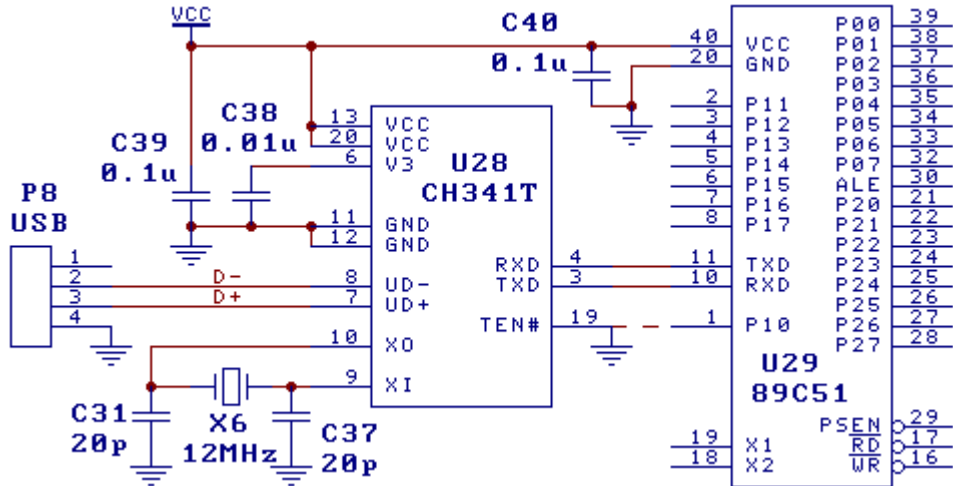 VCC
C40
0.1u
C39
0.1u
C38
0.01u
P8
USB
1
2
3
4
D-
D+
13 VCC
20 VCC
6 V3
11 GND
12 GND
8 UD-
7 UD+
10 XO
9 XI
U28
CH341T
RXD 4
TXD 3
TEN# 19
C31
20p
X6
12MHz
C37
20p
40 VCC
20 GND
2 P11
3 P12
4 P13
5 P14
6 P15
7 P16
8 P17
11 TXD
10 RXD
1 P10
19 X1
18 X2
U29
89C51
P00 39
P01 38
P02 37
P03 36
P04 35
P05 34
P06 33
P07 32
ALE 30
P20 21
P21 22
P22 23
P23 24
P24 25
P25 26
P26 27
P27 28
PSEN 29
RD 17
WR 16